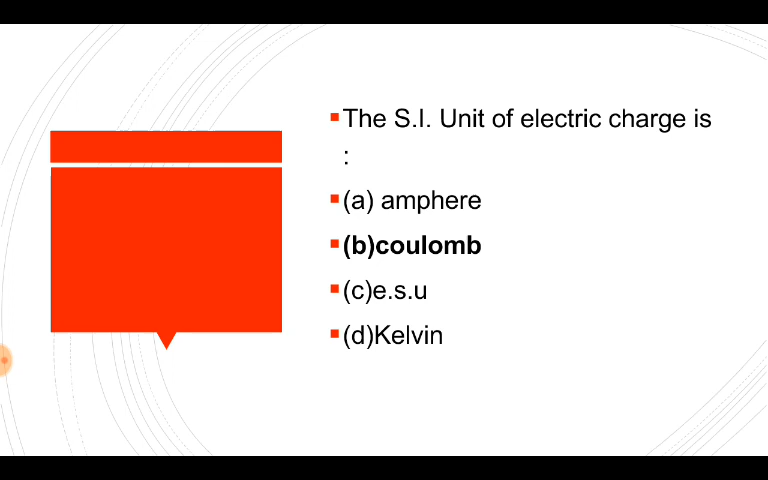 The S.I. Unit of electric charge is
:
(a) amphere
(b)coulomb
(c)e.s.u
(d)Kelvin